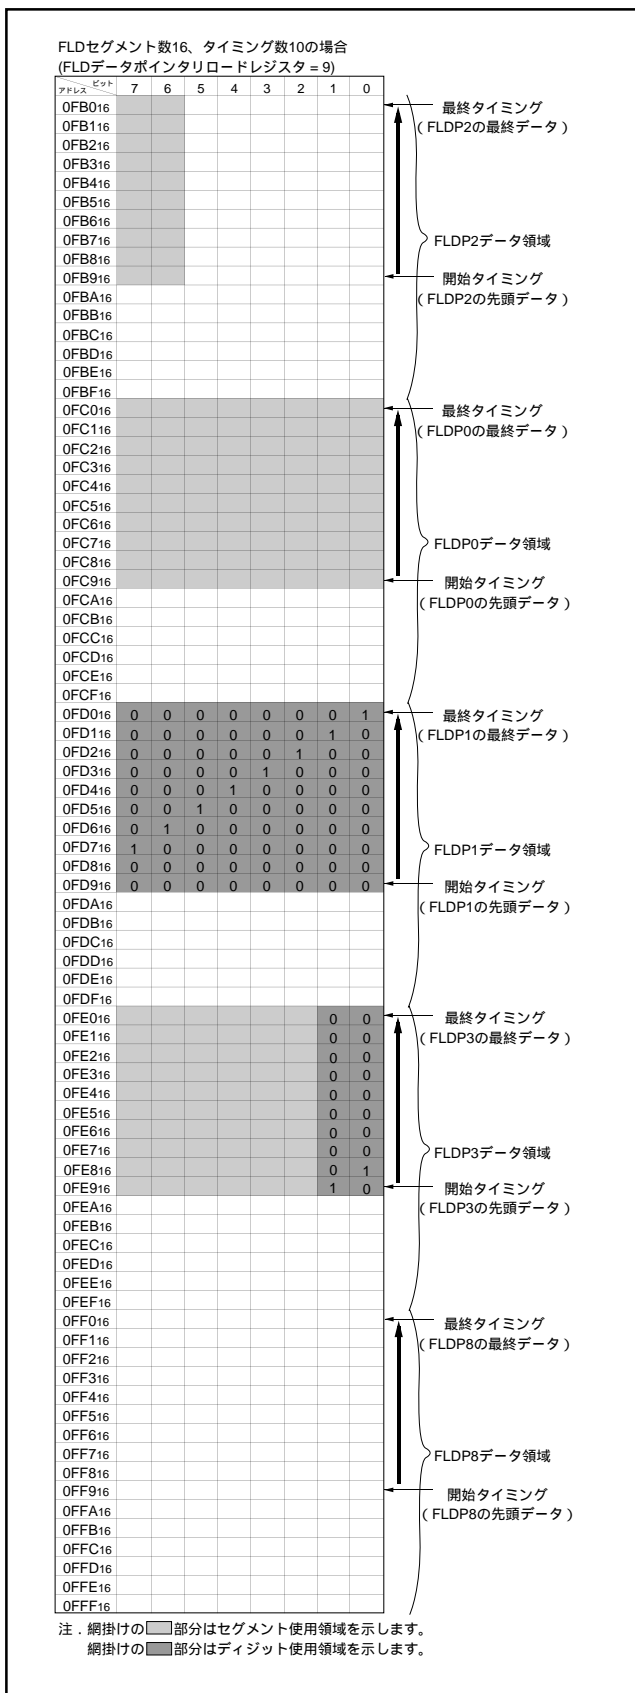 FLDセグメント数16、タイミング数10の場合
(FLDデータポインタリロードレジスタ = 9)
アドレス ビット 7 6 5 4 3 2 1 0
0FB016 最終タイミング
0FB116 (FLDP2の最終データ)
0FB216
0FB316
0FB416
0FB516
0FB616
0FB716 FLDP2データ領域
0FB816
0FB916 開始タイミング
0FBA16 (FLDP2の先頭データ)
0FBB16
0FBC16
0FBD16
0FBE16
0FBF16
0FC016 最終タイミング
0FC116 (FLDP0の最終データ)
0FC216
0FC316
0FC416
0FC516
0FC616
0FC716 FLDP0データ領域
0FC816
0FC916 開始タイミング
0FCA16 (FLDP0の先頭データ)
0FCB16
0FCC16
0FCD16
0FCE16
0FCF16
0FD016 0 0 0 0 0 0 0 1 最終タイミング
0FD116 0 0 0 0 0 0 1 0 (FLDP1の最終データ)
0FD216 0 0 0 0 0 1 0 0
0FD316 0 0 0 0 1 0 0 0
0FD416 0 0 0 1 0 0 0 0
0FD516 0 0 1 0 0 0 0 0
0FD616 0 1 0 0 0 0 0 0
0FD716 1 0 0 0 0 0 0 0 FLDP1データ領域
0FD816 0 0 0 0 0 0 0 0
0FD916 0 0 0 0 0 0 0 0 開始タイミング
0FDA16 (FLDP1の先頭データ)
0FDB16
0FDC16
0FDD16
0FDE16
0FDF16
0FE016 0 0 最終タイミング
0FE116 0 0 (FLDP3の最終データ)
0FE216 0 0
0FE316 0 0
0FE416 0 0
0FE516 0 0
0FE616 0 0
0FE716 0 0 FLDP3データ領域
0FE816 0 1
0FE916 1 0 開始タイミング
0FEA16 (FLDP3の先頭データ)
0FEB16
0FEC16
0FED16
0FEE16
0FEF16
0FF016 最終タイミング
0FF116 (FLDP8の最終データ)
0FF216
0FF316
0FF416
0FF516
0FF616
0FF716 FLDP8データ領域
0FF816
0FF916 開始タイミング
0FFA16 (FLDP8の先頭データ)
0FFB16
0FFC16
0FFD16
0FFE16
0FFF16
注．網掛けの 部分はセグメント使用領域を示します。
網掛けの 部分はディジット使用領域を示します。